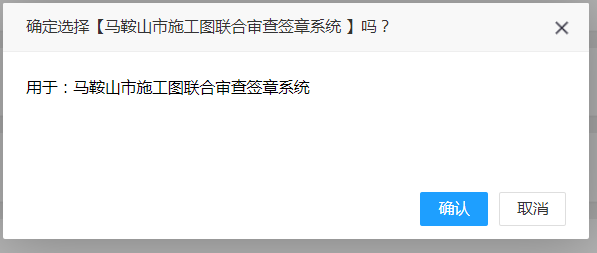 确定选择【马鞍山市施工图联合审查签章系统 】吗？
用于：马鞍山市施工图联合审查签章系统
确认
取消